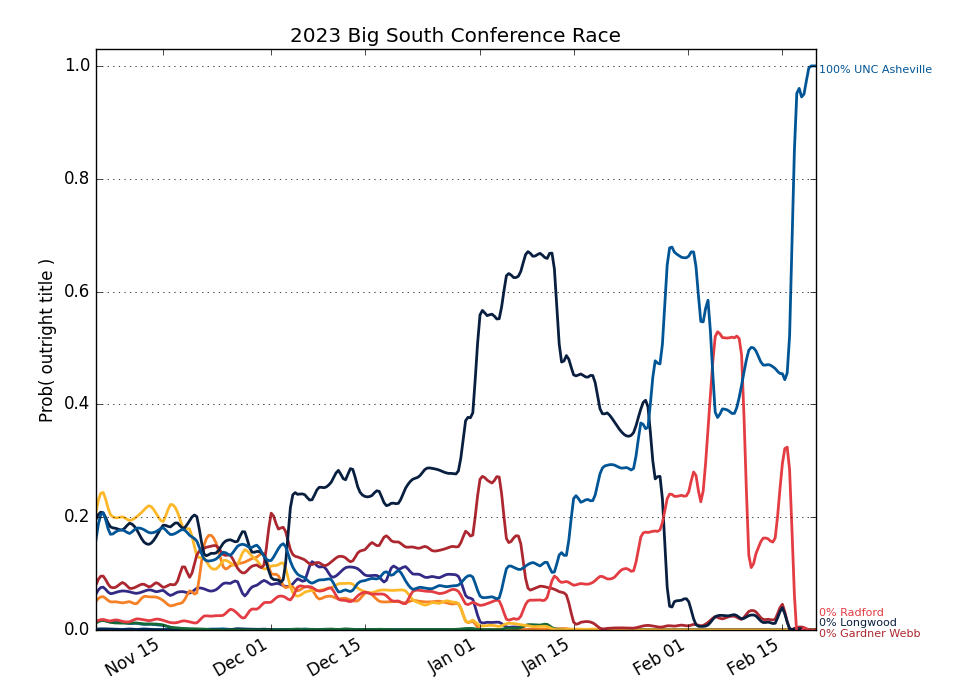 2023 Big South Conference Race
Prob( outright title )
1.0
0.8
0.6
0.4
0.2
0.0
Nov 15
Dec 01
Dec 15
Jan 01
Jan 15
Feb 01
Feb 15
100% UNC Asheville
0% Radford
0% Longwood
0% Gardner Webb